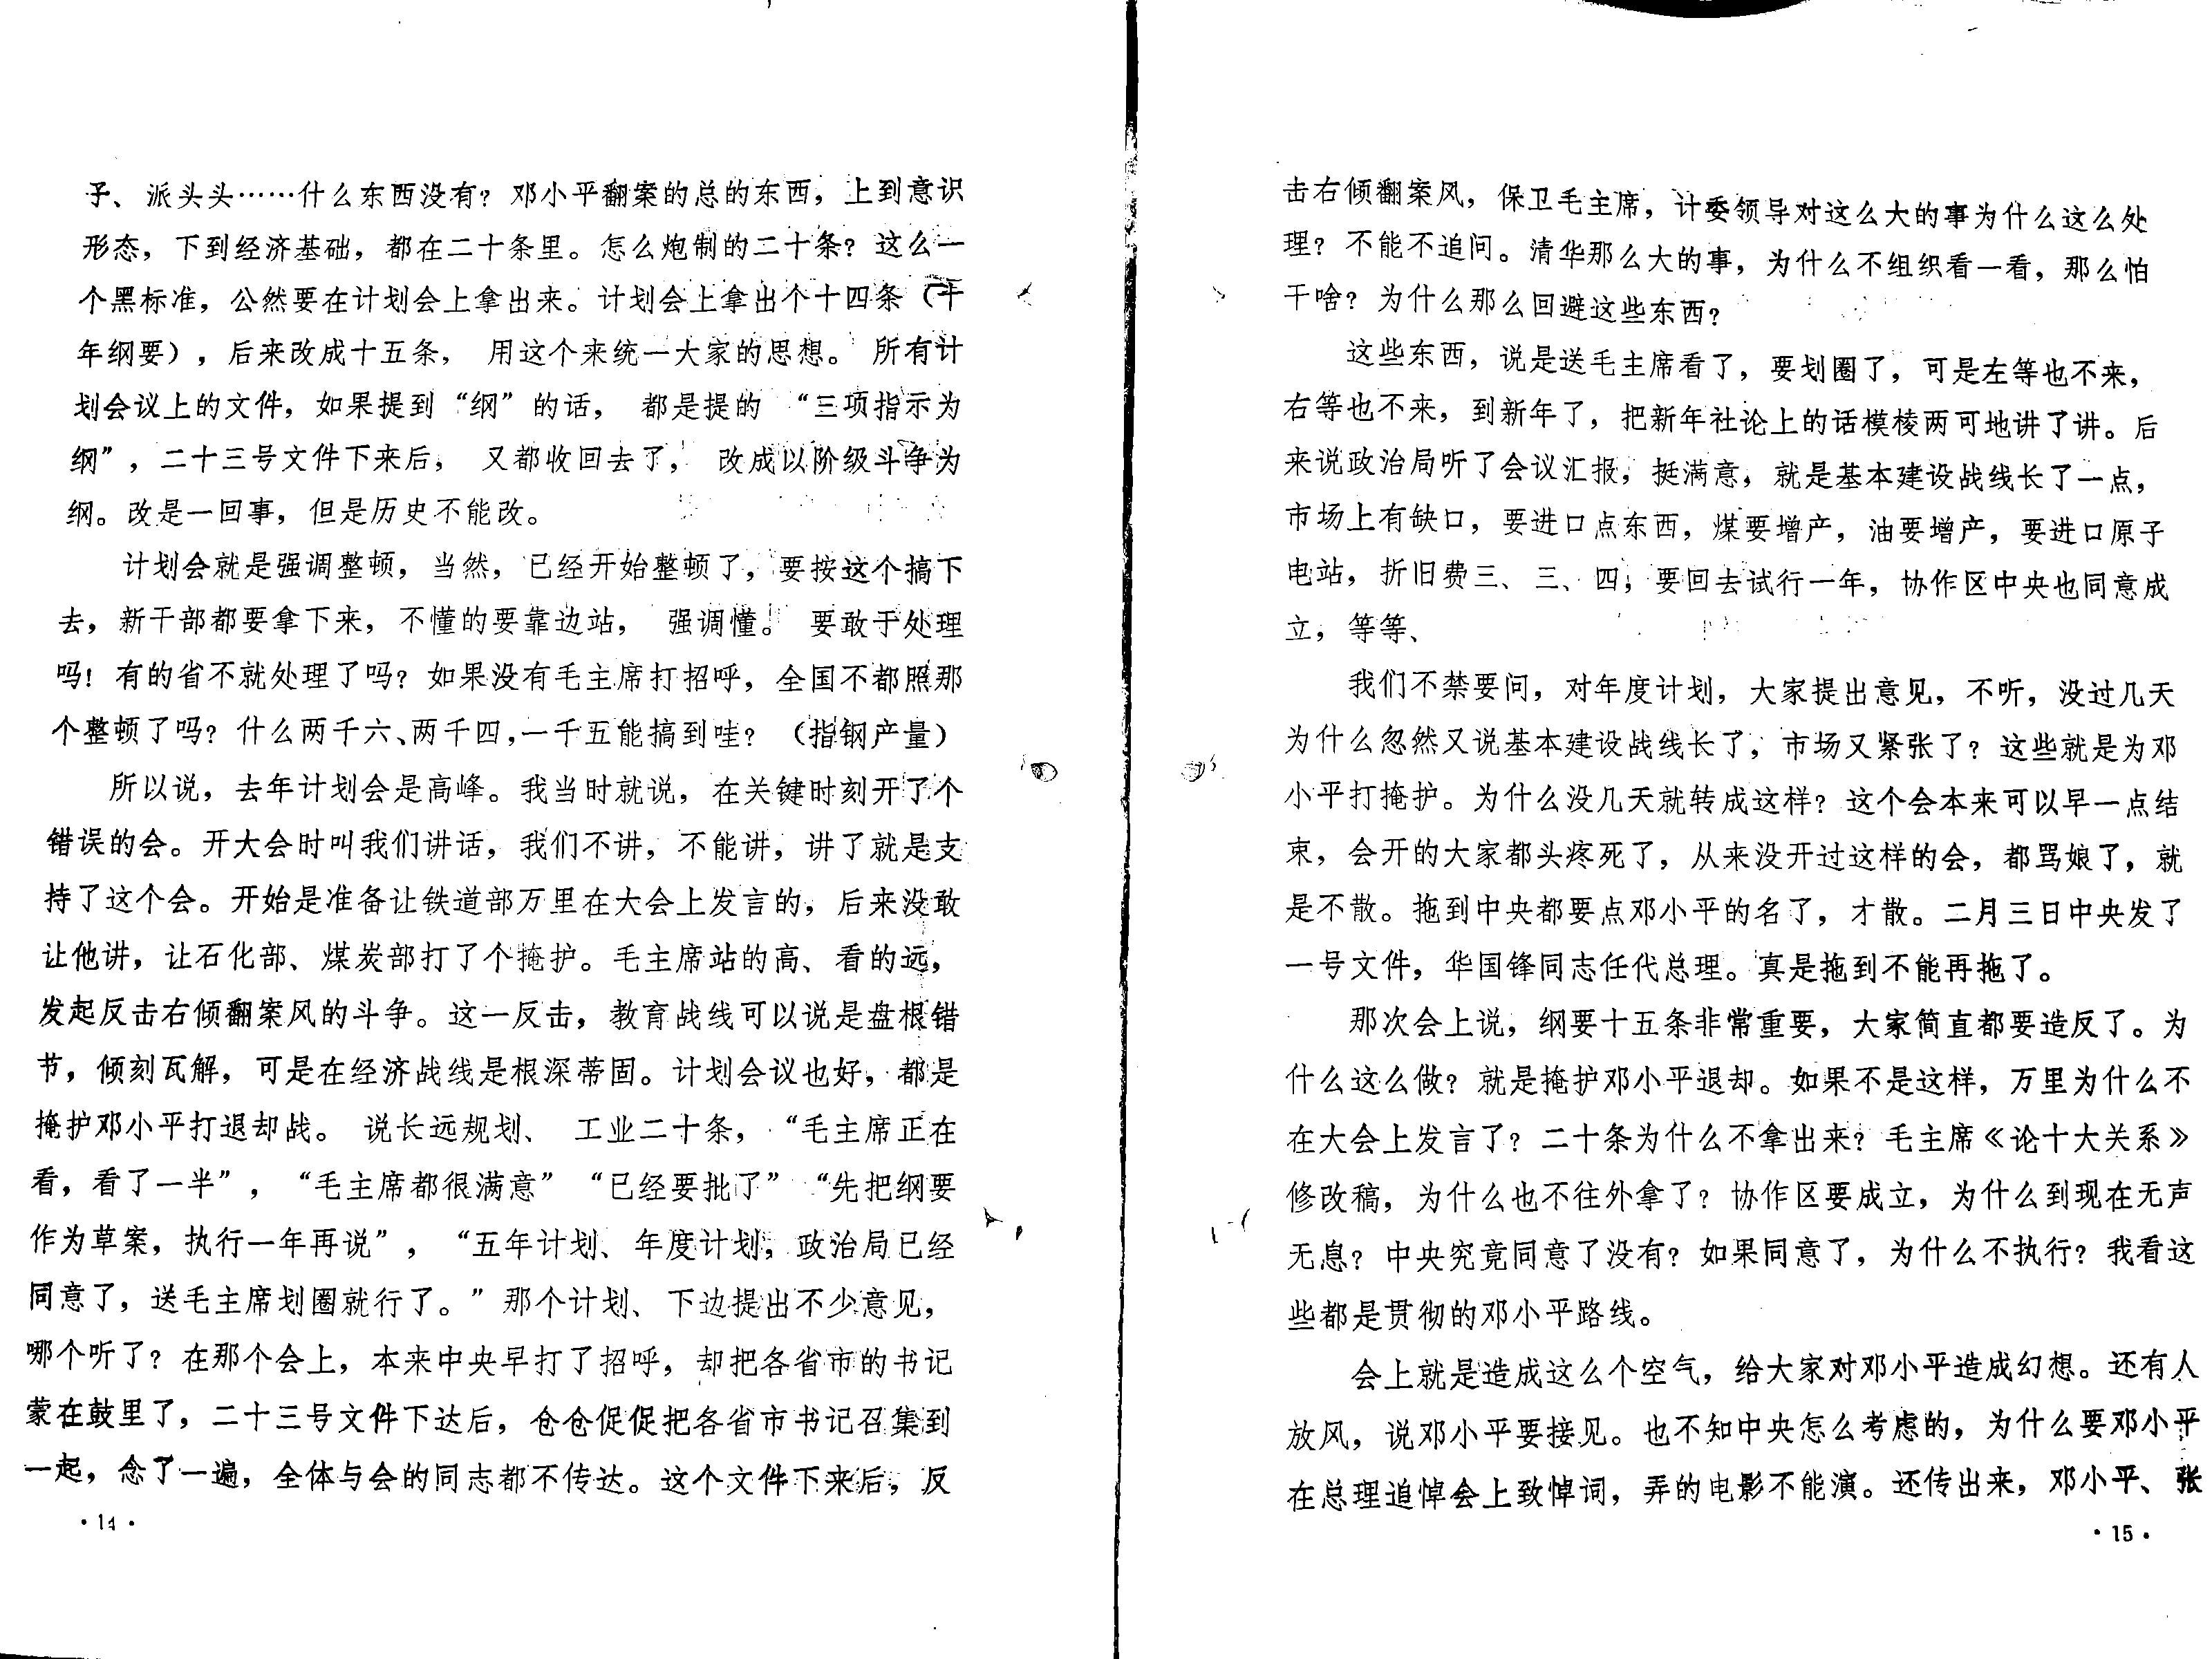 子、派头头……什么东西没有？邓小平翻案的总的东西，上到意识
形态，下到经济基础，都在二十条里。怎么炮制的二十条？这么一
个黑标准，公然要在计划会上拿出来。计划会上拿出个十四条（十
年纲要），后来改成十五条，用这个来统一大家的思想。所有计
划会议上的文件，如果提到“纲”的话，都是提的“三项指示为
纲”，二十三号文件下来后，又都收回去了，改成以阶级斗争为
纲。改是一回事，但是历史不能改。
计划会就是强调整顿，当然，已经开始整顿了，要按这个搞下
去，新干部都要拿下来，不懂的要靠边站，强调懂。要敢于处理
吗！有的省不就处理了吗？如果没有毛主席打招呼，全国不都照那
个整顿了吗？什么两千六、两千四，一千五能搞到哇？（指钢产量）
所以说，去年计划会是高峰。我当时就说，在关键时刻开了个
错误的会。开大会时叫我们讲话，我们不讲，不能讲，讲了就是支
持了这个会。开始是准备让铁道部万里在大会上发言的，后来没敢
让他讲，让石化部、煤炭部打了个掩护。毛主席站的高、看的远，
发起反击右倾翻案风的斗争。这一反击，教育战线可以说是盘根错
节，倾刻瓦解，可是在经济战线是根深蒂固。计划会议也好，都是
掩护邓小平打退却战。说长远规划、工业二十条，“毛主席正在
看，看了一半”，“毛主席都很满意”“已经要批了”“先把纲要
作为草案，执行一年再说”，“五年计划、年度计划，政治局已经
同意了，送毛主席划圈就行了。”那个计划、下边提出不少意见，
哪个听了？在那个会上，本来中央早打了招呼，却把各省市的书记
蒙在鼓里了，二十三号文件下达后，仓仓促促把各省市书记召集到
一起，念了一遍，全体与会的同志都不传达。这个文件下来后，反
·14·
击右倾翻案风，保卫毛主席，计委领导对这么大的事为什么这么处
理？不能不追问。清华那么大的事，为什么不组织看一看，那么怕
干啥？为什么那么回避这些东西？
这些东西，说是送毛主席看了，要划圈了，可是左等也不来，
右等也不来，到新年了，把新年社论上的话模棱两可地讲了讲。后
来说政治局听了会议汇报，挺满意，就是基本建设战线长了一点，
市场上有缺口，要进口点东西，煤要增产，油要增产，要进口原子
电站，折旧费三、三、四，要回去试行一年，协作区中央也同意成
立，等等、
我们不禁要问，对年度计划，大家提出意见，不听，没过几天
为什么忽然又说基本建设战线长了，市场又紧张了？这些就是为邓
小平打掩护。为什么没几天就转成这样？这个会本来可以早一点结
束，会开的大家都头疼死了，从来没开过这样的会，都骂娘了，就
是不散。拖到中央都要点邓小平的名了，才散。二月三日中央发了
一号文件，华国锋同志任代总理。真是拖到不能再拖了。
那次会上说，纲要十五条非常重要，大家简直都要造反了。为
什么这么做？就是掩护邓小平退却。如果不是这样，万里为什么不
在大会上发言了？二十条为什么不拿出来？毛主席《论十大关系》
修改稿，为什么也不往外拿了？协作区要成立，为什么到现在无声
无息？中央究竟同意了没有？如果同意了，为什么不执行？我看这
些都是贯彻的邓小平路线。
会上就是造成这么个空气，给大家对邓小平造成幻想。还有人
放风，说邓小平要接见。也不知中央怎么考虑的，为什么要邓小平
在总理追悼会上致悼词，弄的电影不能演。还传出来，邓小平、张
·15·